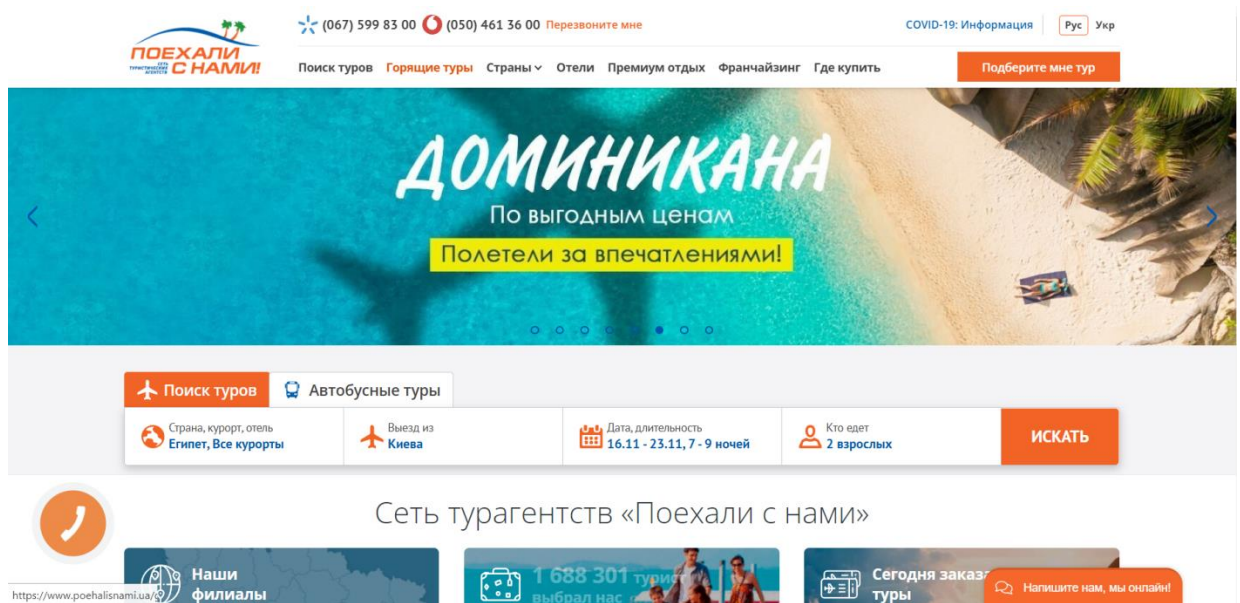 (067) 599 83 00 (050) 461 36 00 Перезвоните мне COVID-19: Информация Рус Укр
ПОЕХАЛИ
СЕТЬ ТУРИСТИЧЕСКИХ АГЕНТСТВ С НАМИ!
Поиск туров Горящие туры Страны Отели Премиум отдых Франчайзинг Где купить Подберите мне тур
ДОМИНИКАНА
По выгодным ценам
Полетели за впечатлениями!
Поиск туров Автобусные туры
Страна, курорт, отель Выезд из Дата, длительность Кто едет
Египет, Все курорты Киева 16.11 - 23.11, 7 - 9 ночей 2 взрослых ИСКАТЬ
Сеть турагентств «Поехали с нами»
Наши 1 688 301 турист Сегодня
филиалы выбрал нас туры
Напишите нам, мы онлайн!
https://www.poehalisnami.ua/